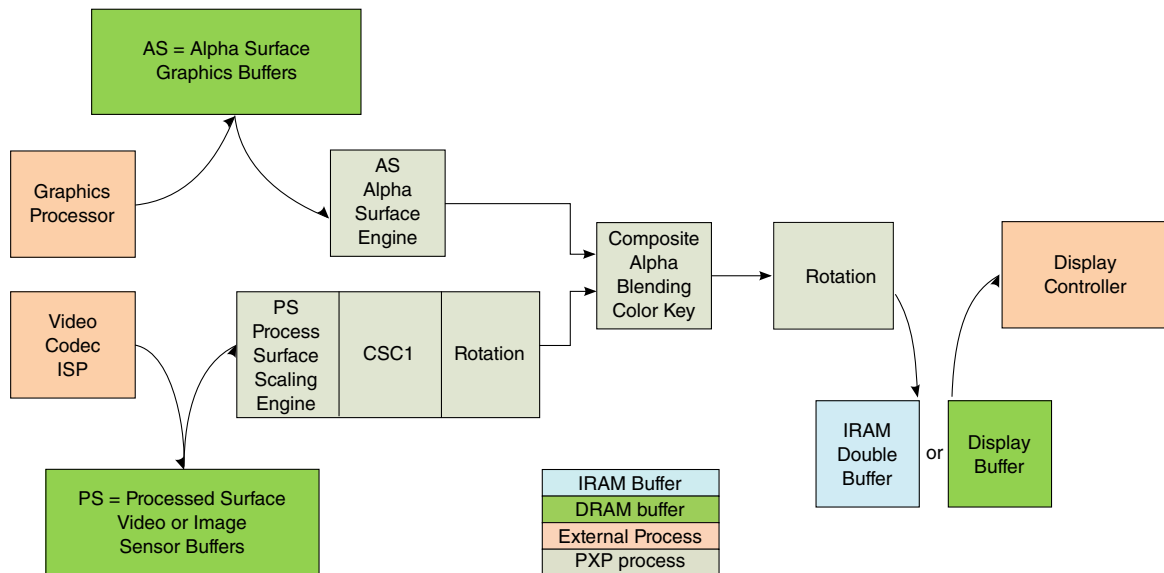 AS = Alpha Surface
Graphics Buffers
Graphics
Processor
AS
Alpha
Surface
Engine
Composite
Alpha
Blending
Color Key
Rotation
Display
Controller
Video
Codec
ISP
PS
Process
Surface
Scaling
Engine
CSC1
Rotation
IRAM
Double
Buffer
or
Display
Buffer
PS = Processed Surface
Video or Image
Sensor Buffers
IRAM Buffer
DRAM buffer
External Process
PXP process